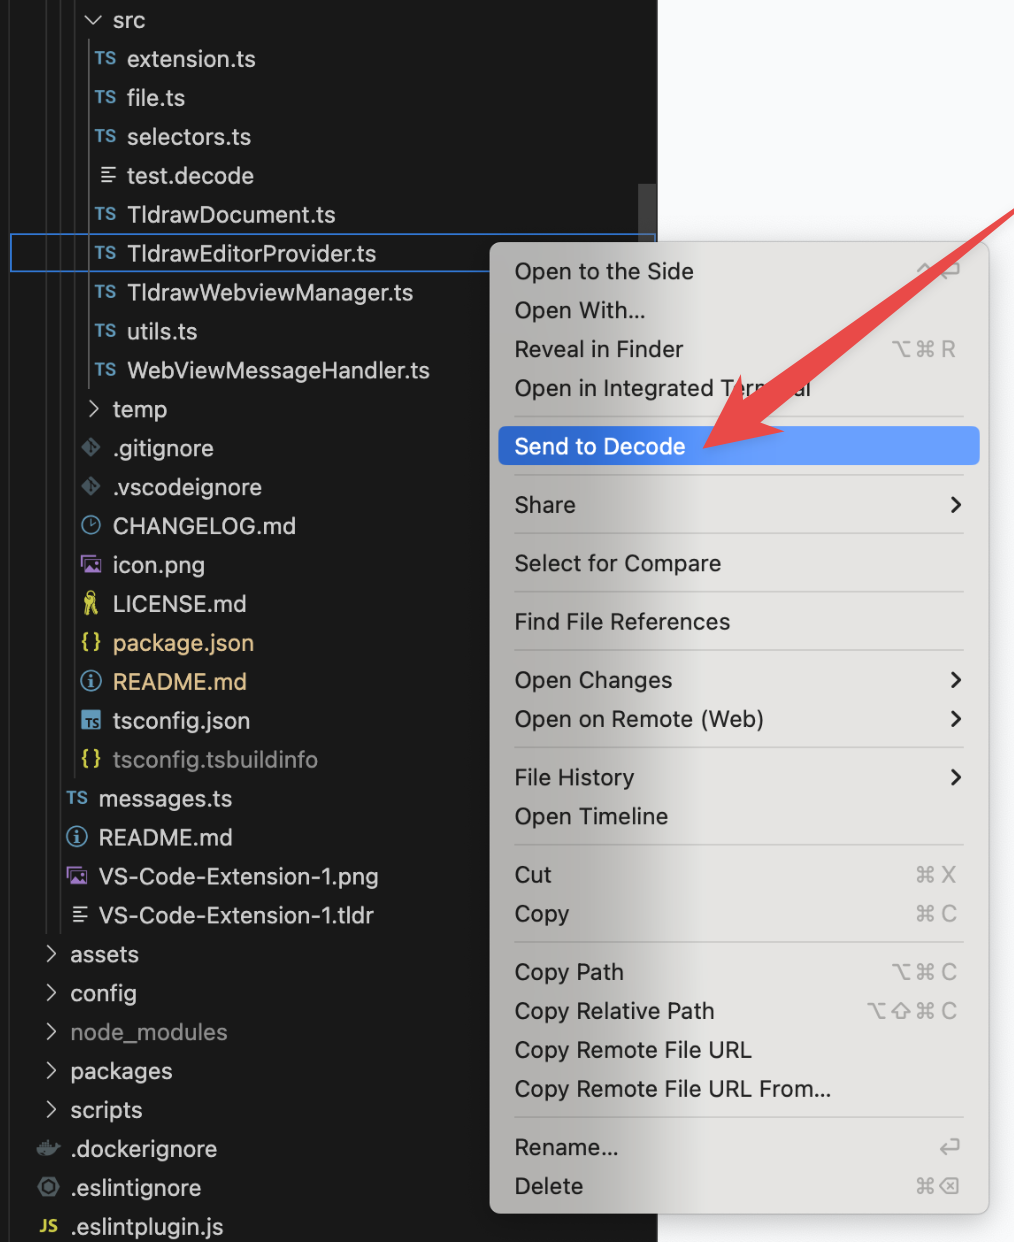 src
TS extension.ts
TS file.ts
TS selectors.ts
test.decode
TS TldrawDocument.ts
TS TldrawEditorProvider.ts
TS TldrawWebviewManager.ts
TS utils.ts
TS WebViewMessageHandler.ts
temp
.gitignore
.vscodeignore
CHANGELOG.md
icon.png
LICENSE.md
{} package.json
README.md
TS tsconfig.json
{} tsconfig.tsbuildinfo
TS messages.ts
README.md
VS-Code-Extension-1.png
VS-Code-Extension-1.tldr
assets
config
node_modules
packages
scripts
.dockerignore
.eslintignore
JS .eslintplugin.js
Open to the Side ⌃↩
Open With...
Reveal in Finder ⌥⌘R
Open in Integrated Terminal
Send to Decode
Share
Select for Compare
Find File References
Open Changes
Open on Remote (Web)
File History
Open Timeline
Cut ⌘X
Copy ⌘C
Copy Path ⌥⌘C
Copy Relative Path ⌥⇧⌘C
Copy Remote File URL
Copy Remote File URL From...
Rename... ↩
Delete ⌘⌫